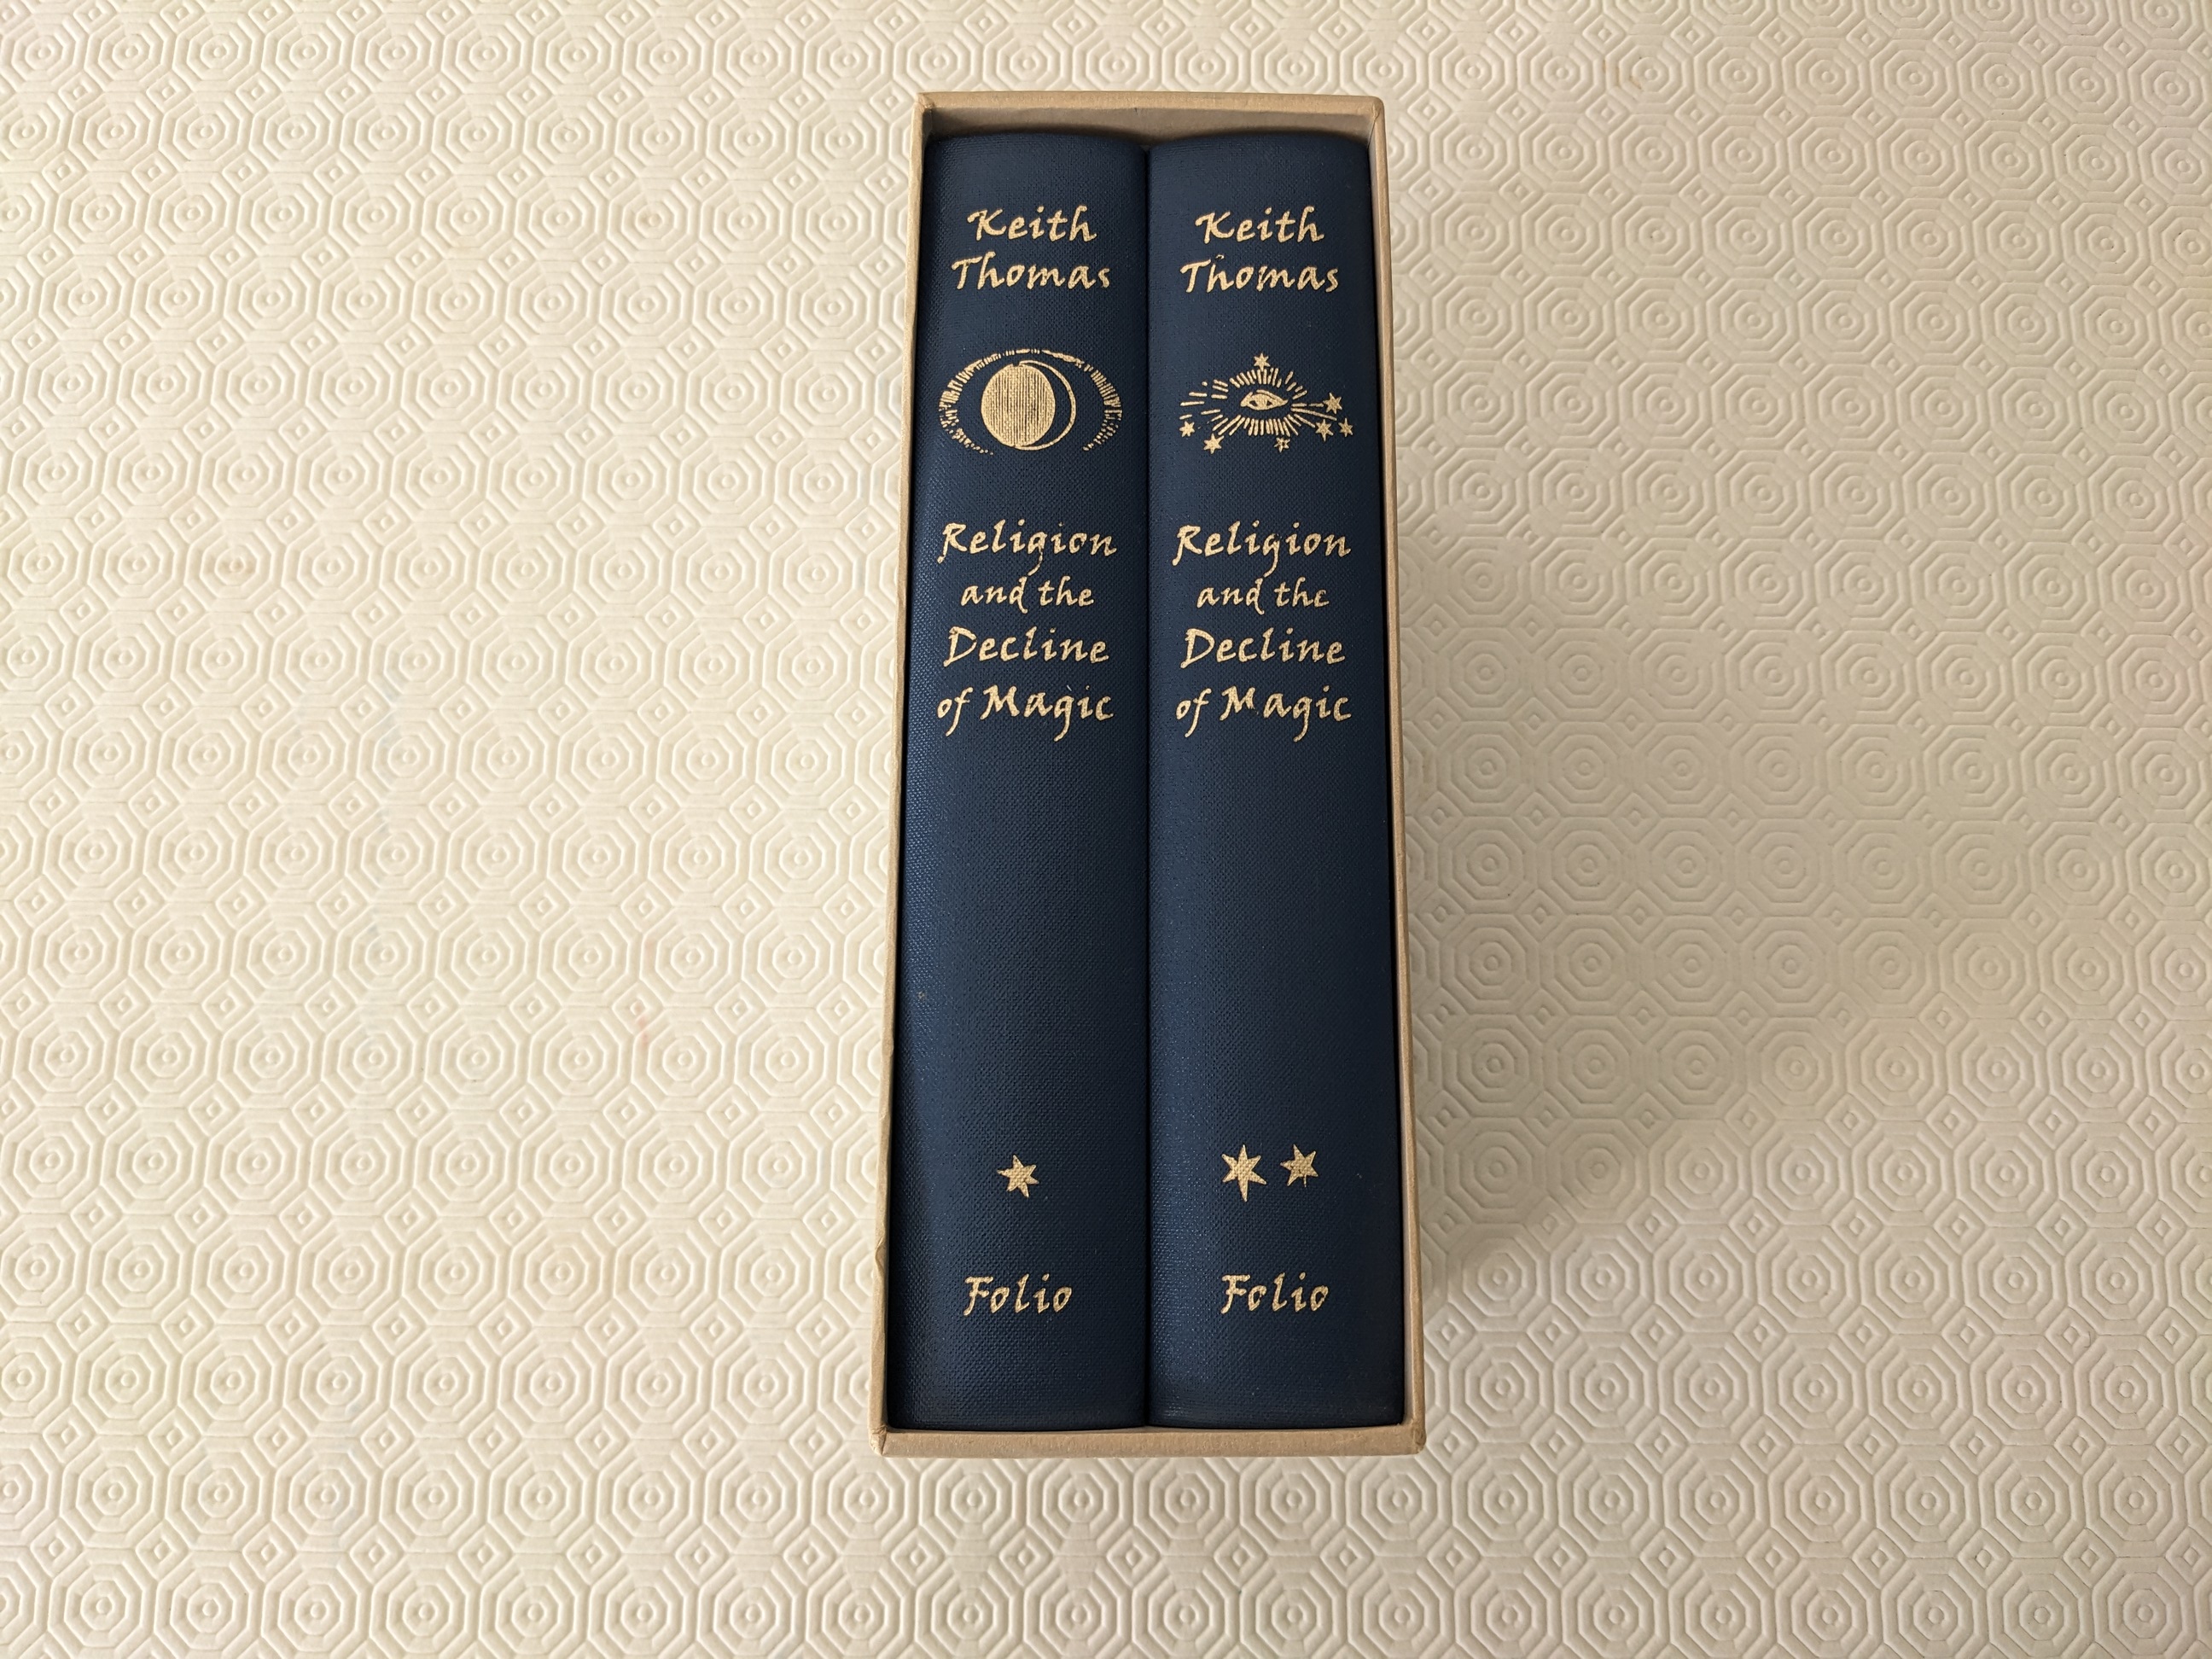 Keith
Thomas
Religion
and the
Decline
of Magic
Folio
Keith
Thomas
Religion
and the
Decline
of Magic
Folio